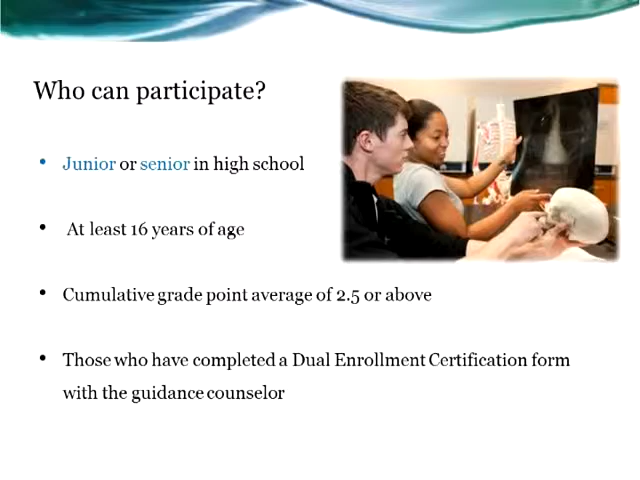 Who can participate?
• Junior or senior in high school
• At least 16 years of age
• Cumulative grade point average of 2.5 or above
• Those who have completed a Dual Enrollment Certification form
with the guidance counselor